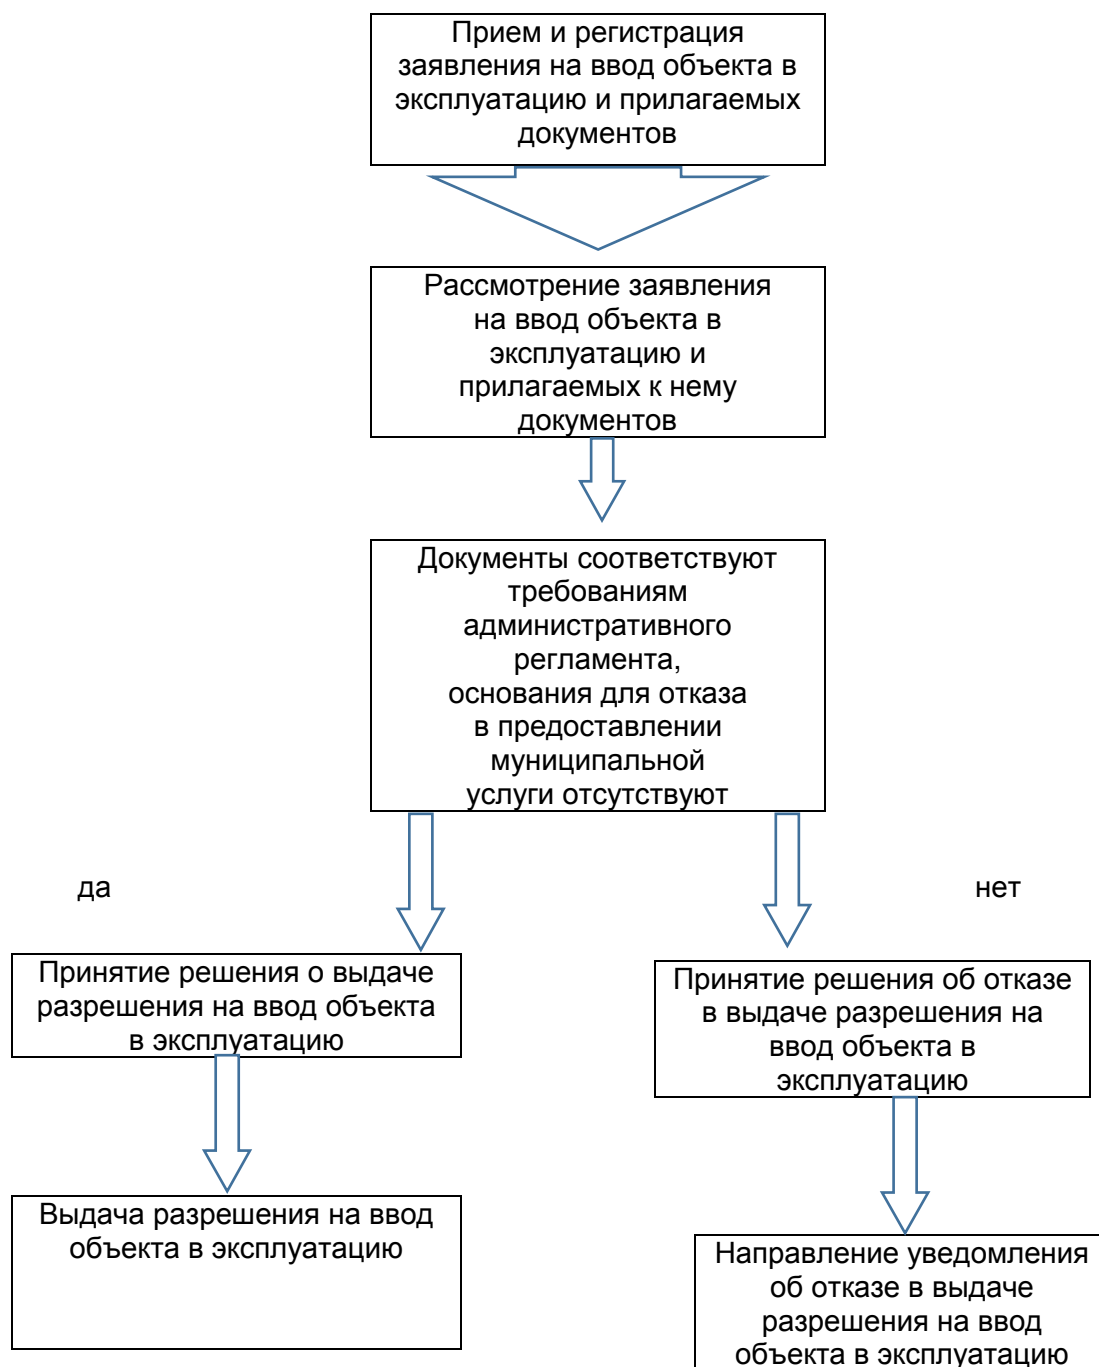 Прием и регистрация
заявления на ввод объекта в
эксплуатацию и прилагаемых
документов
Рассмотрение заявления
на ввод объекта в
эксплуатацию и
прилагаемых к нему
документов
Документы соответствуют
требованиям
административного
регламента,
основания для отказа
в предоставлении
муниципальной
услуги отсутствуют
да
нет
Принятие решения о выдаче
разрешения на ввод объекта
в эксплуатацию
Принятие решения об отказе
в выдаче разрешения на
ввод объекта в
эксплуатацию
Выдача разрешения на ввод
объекта в эксплуатацию
Направление уведомления
об отказе в выдаче
разрешения на ввод
объекта в эксплуатацию